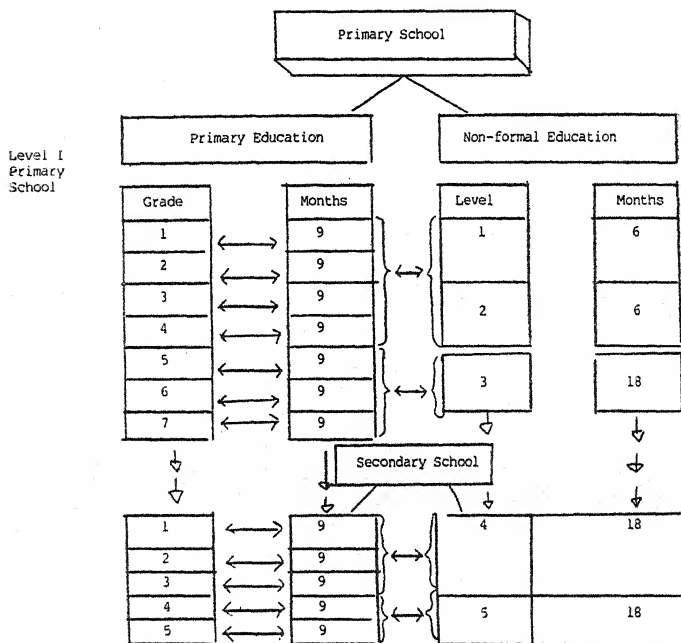 Primary School
Primary Education Non-formal Education
Level I
Primary
School
Grade Months Level Months
1 9 1 6
2 9
3 9 2 6
4 9
5 9 3 18
6 9
7 9
Secondary School
1 9 4 18
2 9
3 9
4 9 5 18
5 9